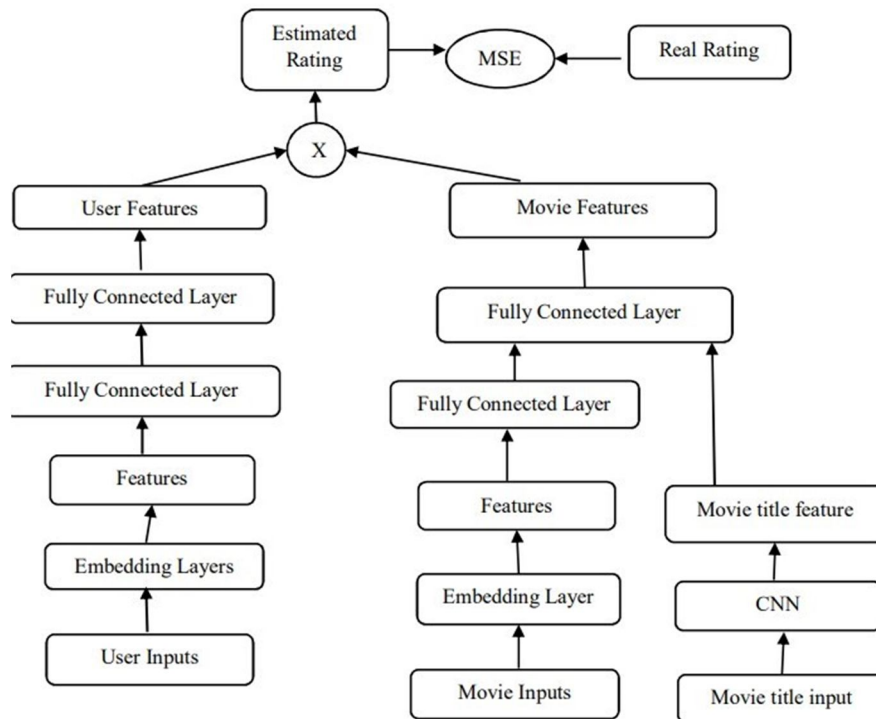 Estimated
Rating
MSE
Real Rating
X
User Features
Movie Features
Fully Connected Layer
Fully Connected Layer
Fully Connected Layer
Fully Connected Layer
Features
Features
Movie title feature
Embedding Layers
Embedding Layer
CNN
User Inputs
Movie Inputs
Movie title input